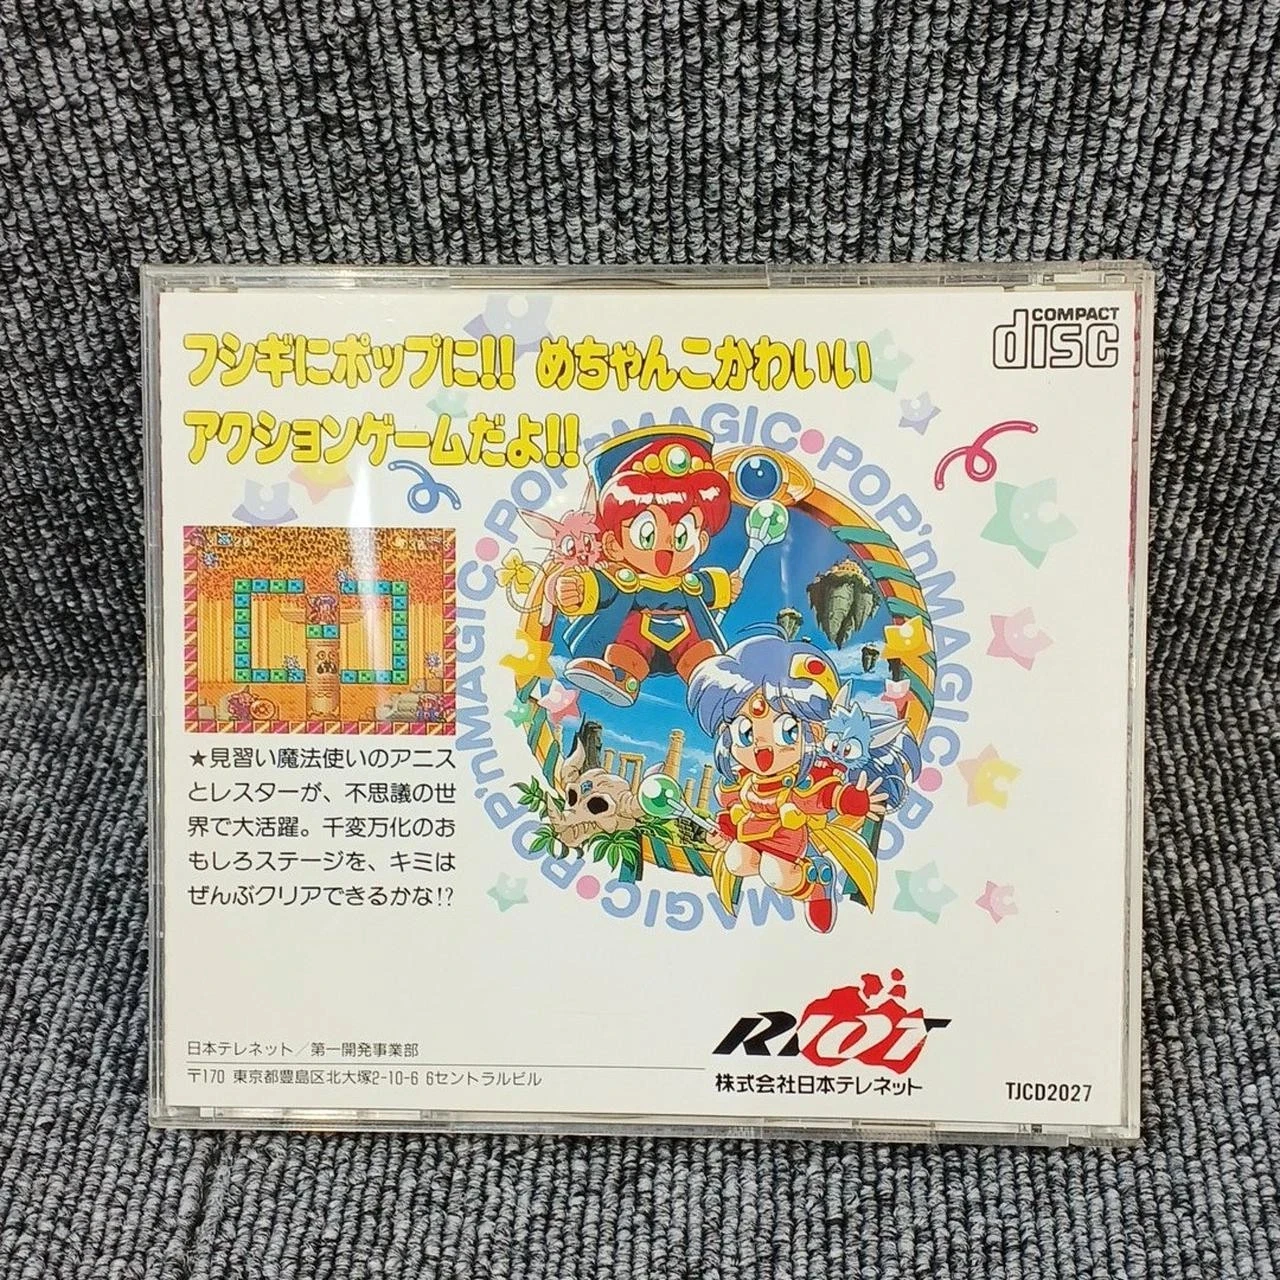 フシギにポップに!! めちゃんこかわいい
アクションゲームだよ!!
COMPACT
disc
POP'nMAGIC•POP'nMAGIC•POP'nMAGIC•POP'nMAGIC•
★見習い魔法使いのアニス
とレスターが、不思議の世
界で大活躍。千変万化のお
もしろステージを、キミは
ぜんぶクリアできるかな!?
日本テレネット／第一開発事業部
〒170 東京都豊島区北大塚2-10-6 6セントラルビル
RIOT
株式会社日本テレネット
TJCD2027